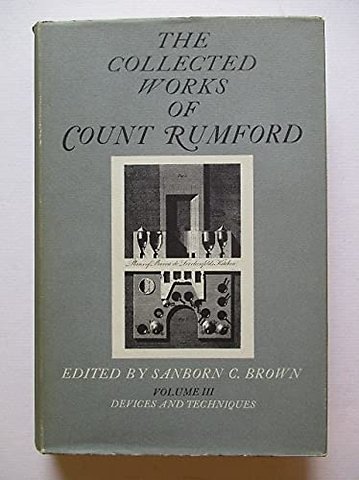 THE
COLLECTED
WORKS
OF
COUNT RUMFORD
EDITED BY SANBORN C. BROWN
VOLUME III
DEVICES AND TECHNIQUES